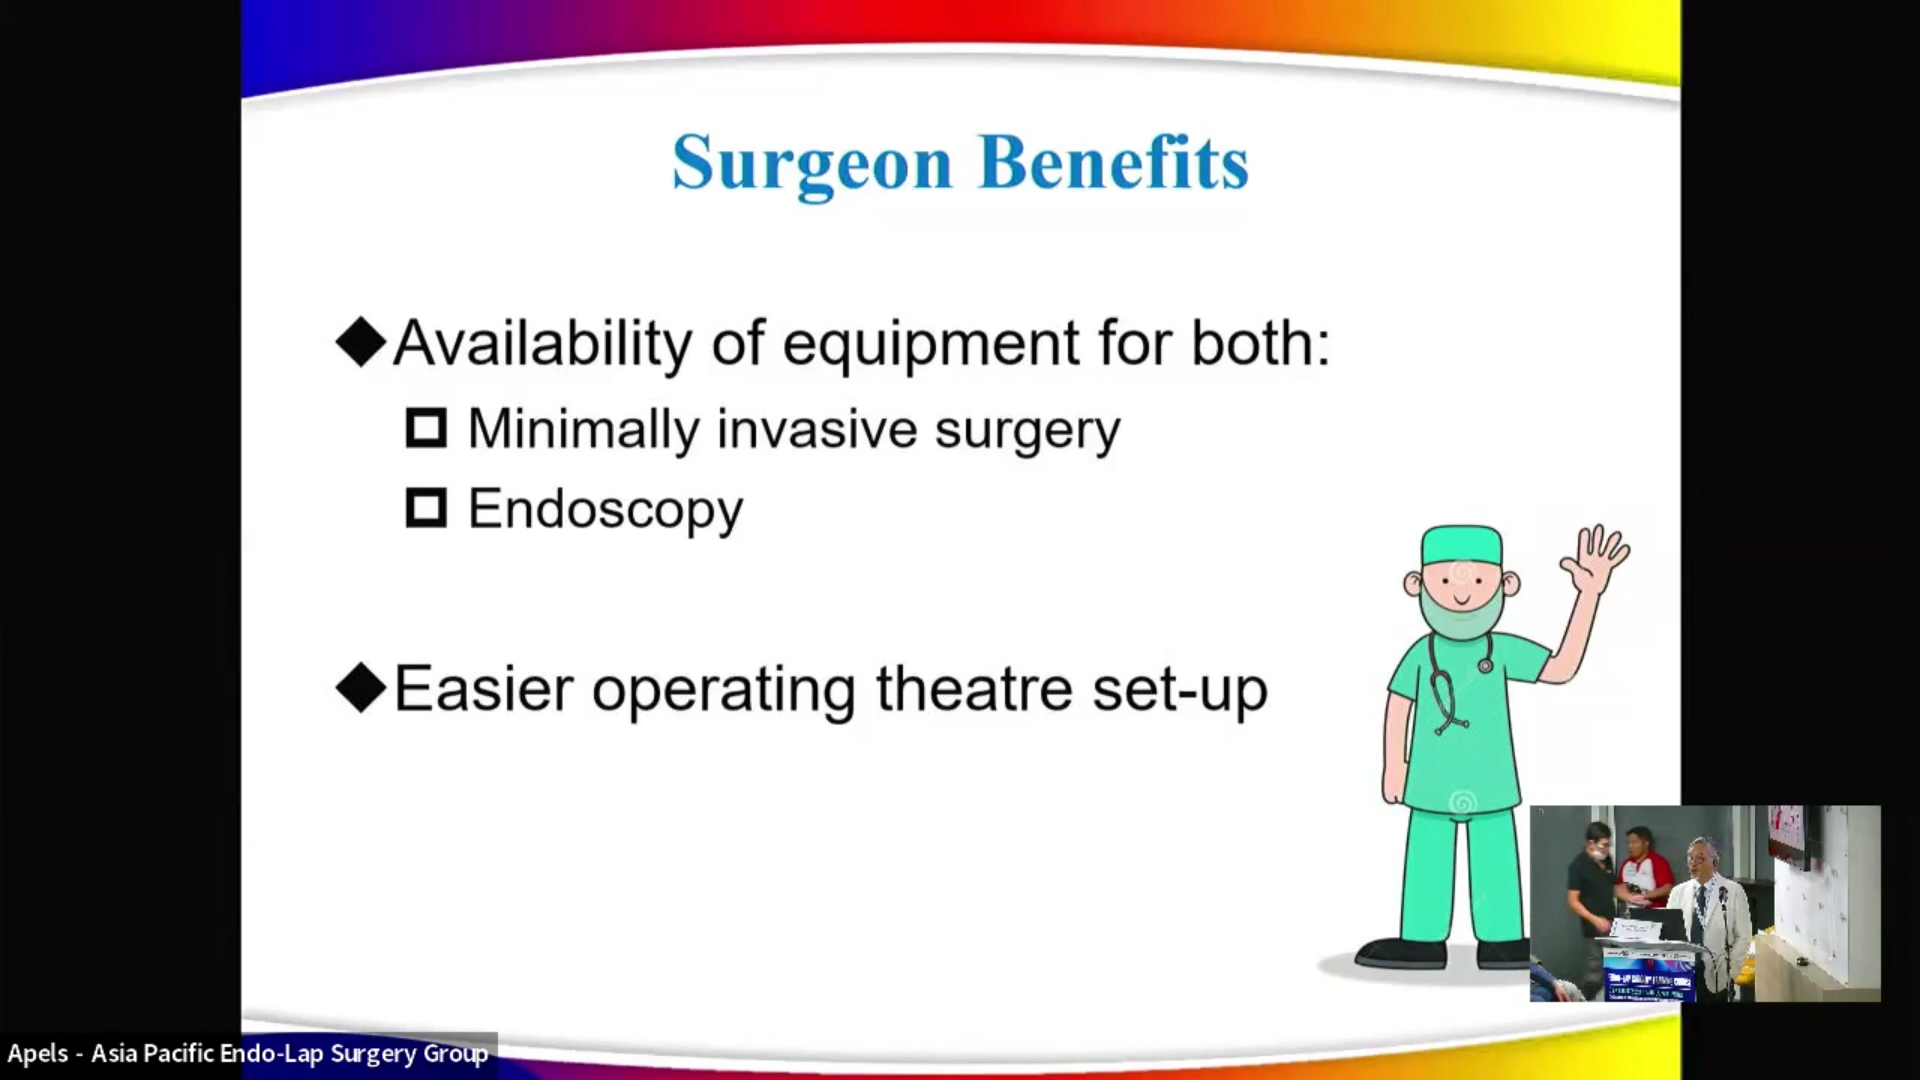 Surgeon Benefits
Availability of equipment for both:
Minimally invasive surgery
Endoscopy
Easier operating theatre set-up
Apels - Asia Pacific Endo-Lap Surgery Group